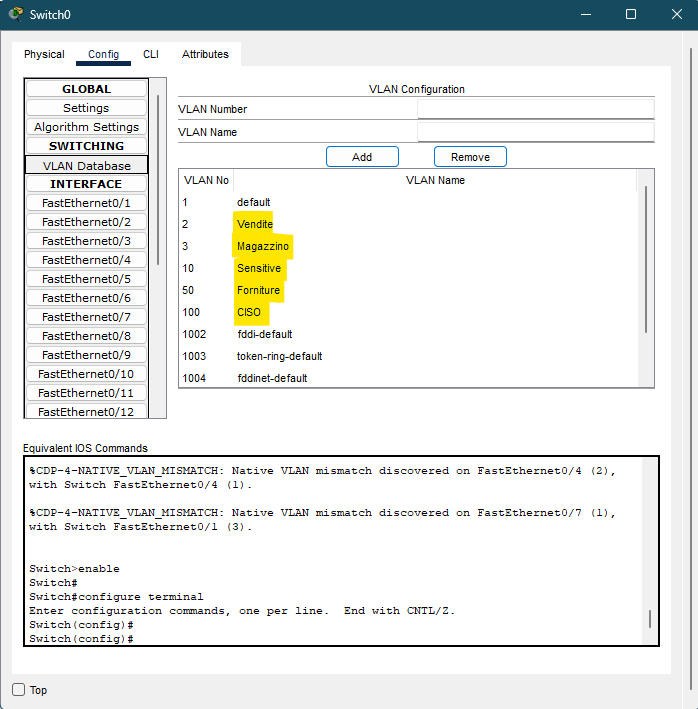 Switch0
Physical Config CLI Attributes
GLOBAL
Settings
Algorithm Settings
SWITCHING
VLAN Database
INTERFACE
FastEthernet0/1
FastEthernet0/2
FastEthernet0/3
FastEthernet0/4
FastEthernet0/5
FastEthernet0/6
FastEthernet0/7
FastEthernet0/8
FastEthernet0/9
FastEthernet0/10
FastEthernet0/11
FastEthernet0/12
VLAN Configuration
VLAN Number
VLAN Name
Add Remove
VLAN No VLAN Name
1 default
2 Vendite
3 Magazzino
10 Sensitive
50 Forniture
100 CISO
1002 fddi-default
1003 token-ring-default
1004 fddinet-default
Equivalent IOS Commands
%CDP-4-NATIVE_VLAN_MISMATCH: Native VLAN mismatch discovered on FastEthernet0/4 (2),
with Switch FastEthernet0/4 (1).
%CDP-4-NATIVE_VLAN_MISMATCH: Native VLAN mismatch discovered on FastEthernet0/7 (1),
with Switch FastEthernet0/1 (3).
Switch>enable
Switch#
Switch#configure terminal
Enter configuration commands, one per line. End with CNTL/Z.
Switch(config)#
Switch(config)#
Top